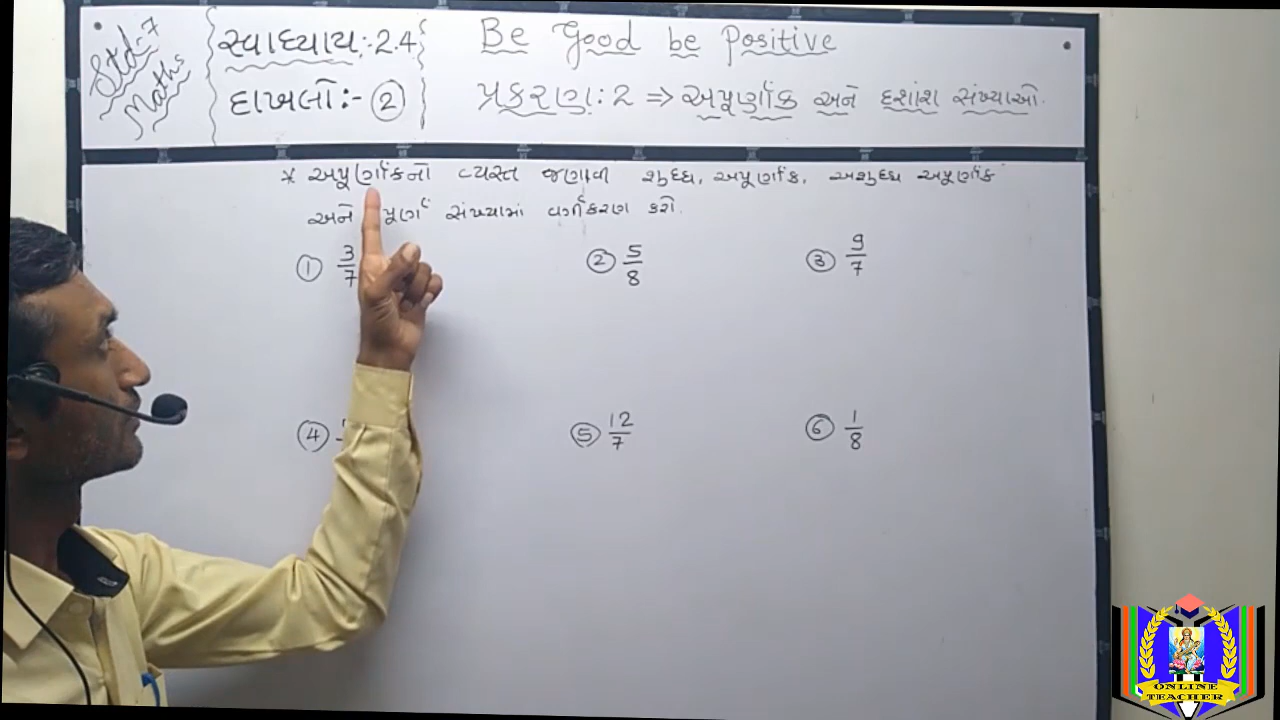 Std-7
Maths
સ્વાધ્યાય:-2.4
દાખલો:- ②
Be Good be Positive
પ્રકરણ:2 ⇒ અપૂર્ણાંક અને દશાંશ સંખ્યાઓ.
* અપૂર્ણાંકનો વ્યસ્ત જણાવી શુદ્ધ, અપૂર્ણાંક, અશુદ્ધ અપૂર્ણાંક
અને પૂર્ણ સંખ્યામાં વર્ગીકરણ કરો.
① 3/7 ② 5/8 ③ 9/7
④ ⑤ 12/7 ⑥ 1/8
ONLINE
TEACHER